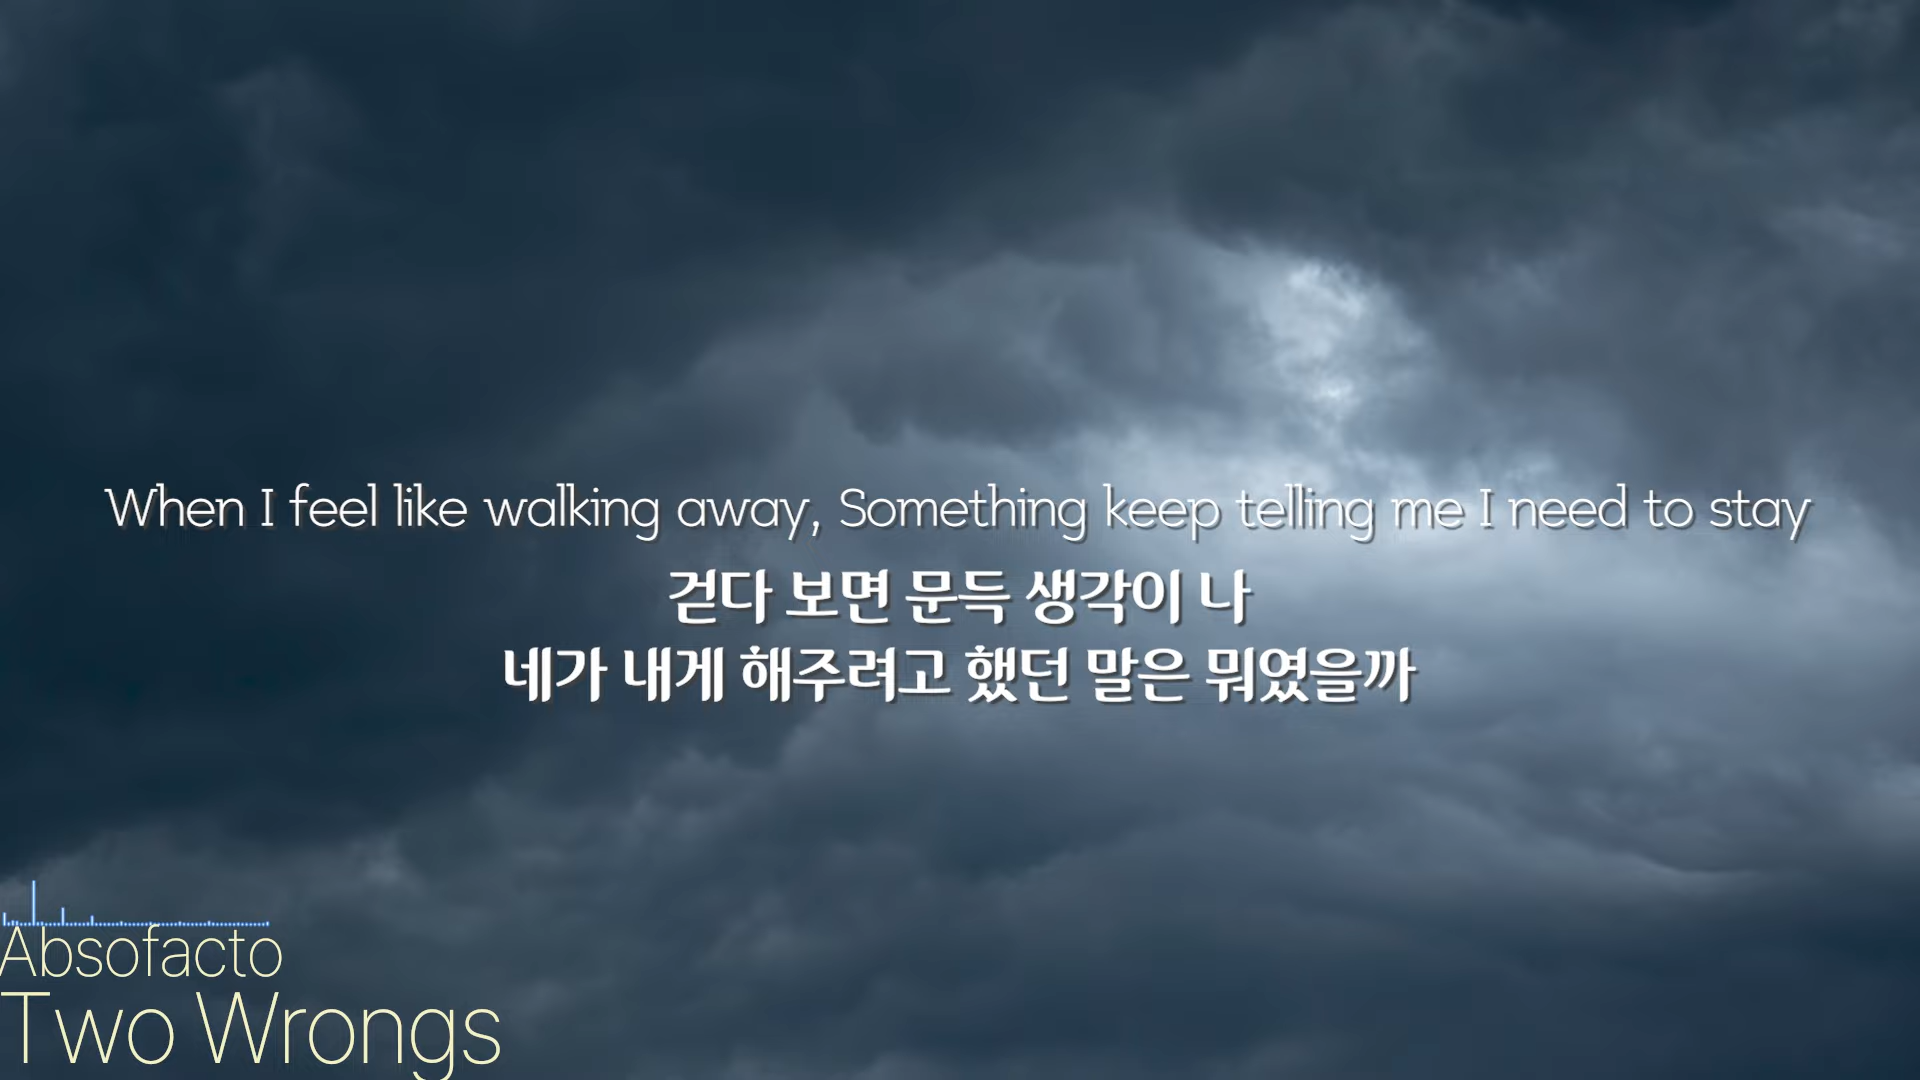 When I feel like walking away, Something keep telling me I need to stay
걷다 보면 문득 생각이 나
네가 내게 해주려고 했던 말은 뭐였을까
Absofacto
Two Wrongs